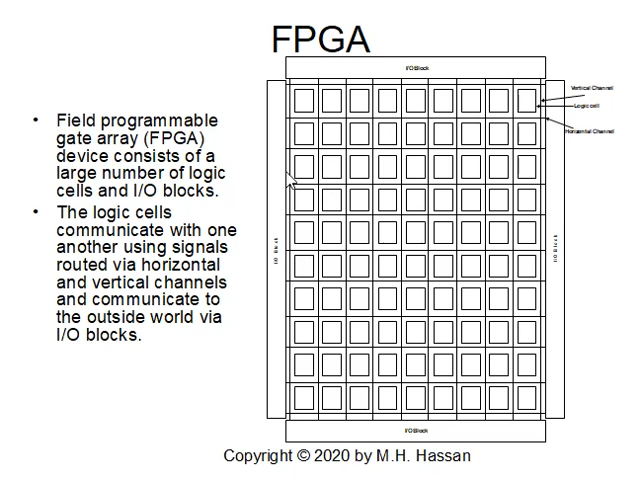 FPGA
• Field programmable
gate array (FPGA)
device consists of a
large number of logic
cells and I/O blocks.
• The logic cells
communicate with one
another using signals
routed via horizontal
and vertical channels
and communicate to
the outside world via
I/O blocks.
I/O Block
Vertical Channel
Logic cell
Horizontal Channel
I/O Block
I/O Block
I/O Block
Copyright © 2020 by M.H. Hassan